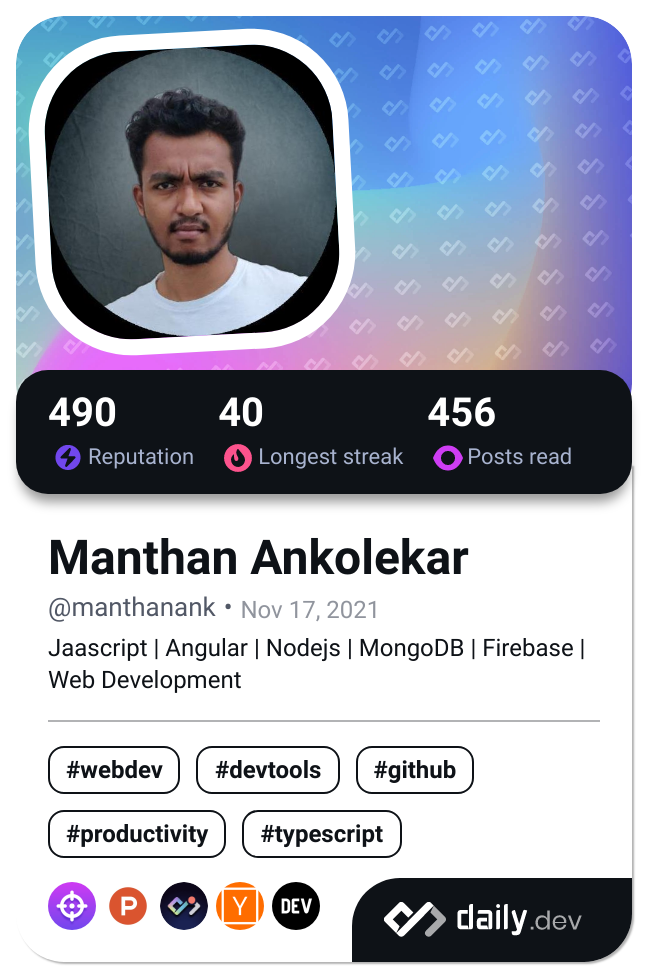 490 40 456
Reputation Longest streak Posts read
Manthan Ankolekar
@manthanank • Nov 17, 2021
Jaascript | Angular | Nodejs | MongoDB | Firebase |
Web Development
#webdev #devtools #github
#productivity #typescript
P Y DEV daily.dev